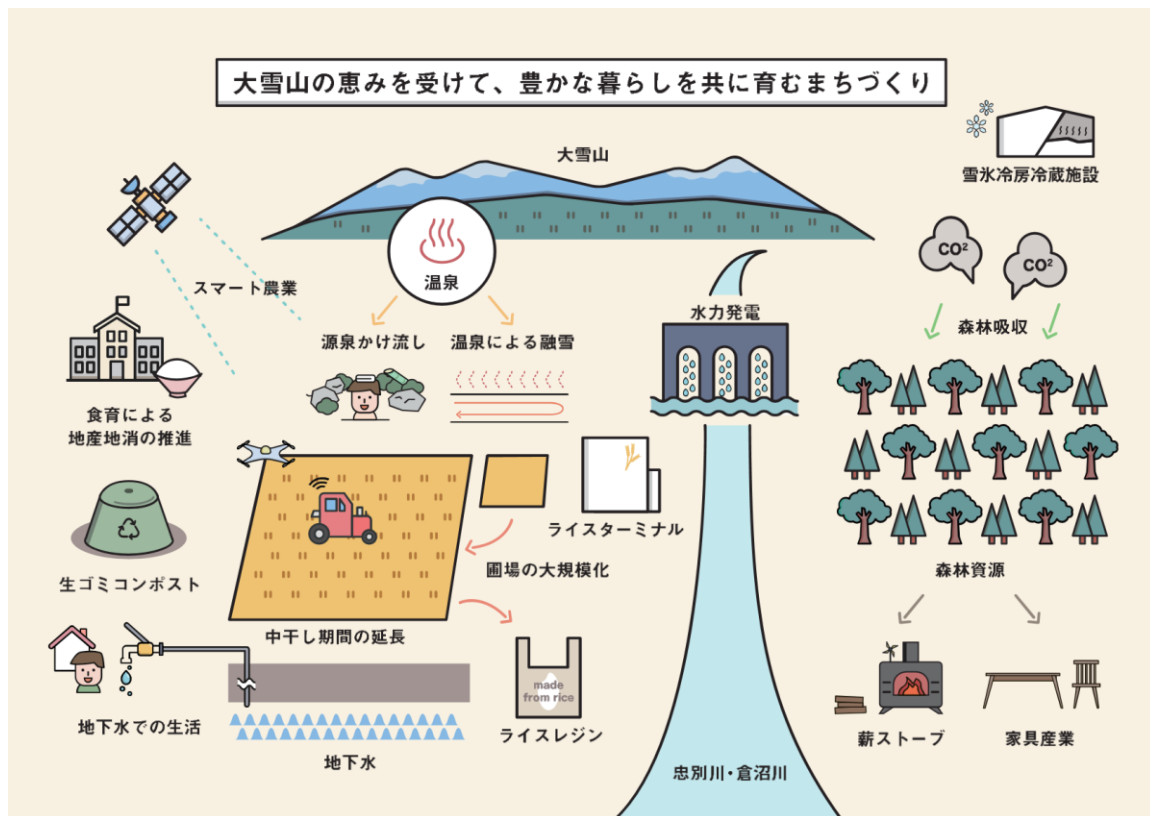 大雪山の恵みを受けて、豊かな暮らしを共に育むまちづくり
大雪山
雪氷冷房冷蔵施設
温泉
スマート農業
CO²
CO²
水力発電
森林吸収
源泉かけ流し
温泉による融雪
食育による
地産地消の推進
ライスターミナル
圃場の大規模化
森林資源
生ゴミコンポスト
中干し期間の延長
made
from rice
地下水での生活
ライスレジン
地下水
薪ストーブ
家具産業
忠別川・倉沼川